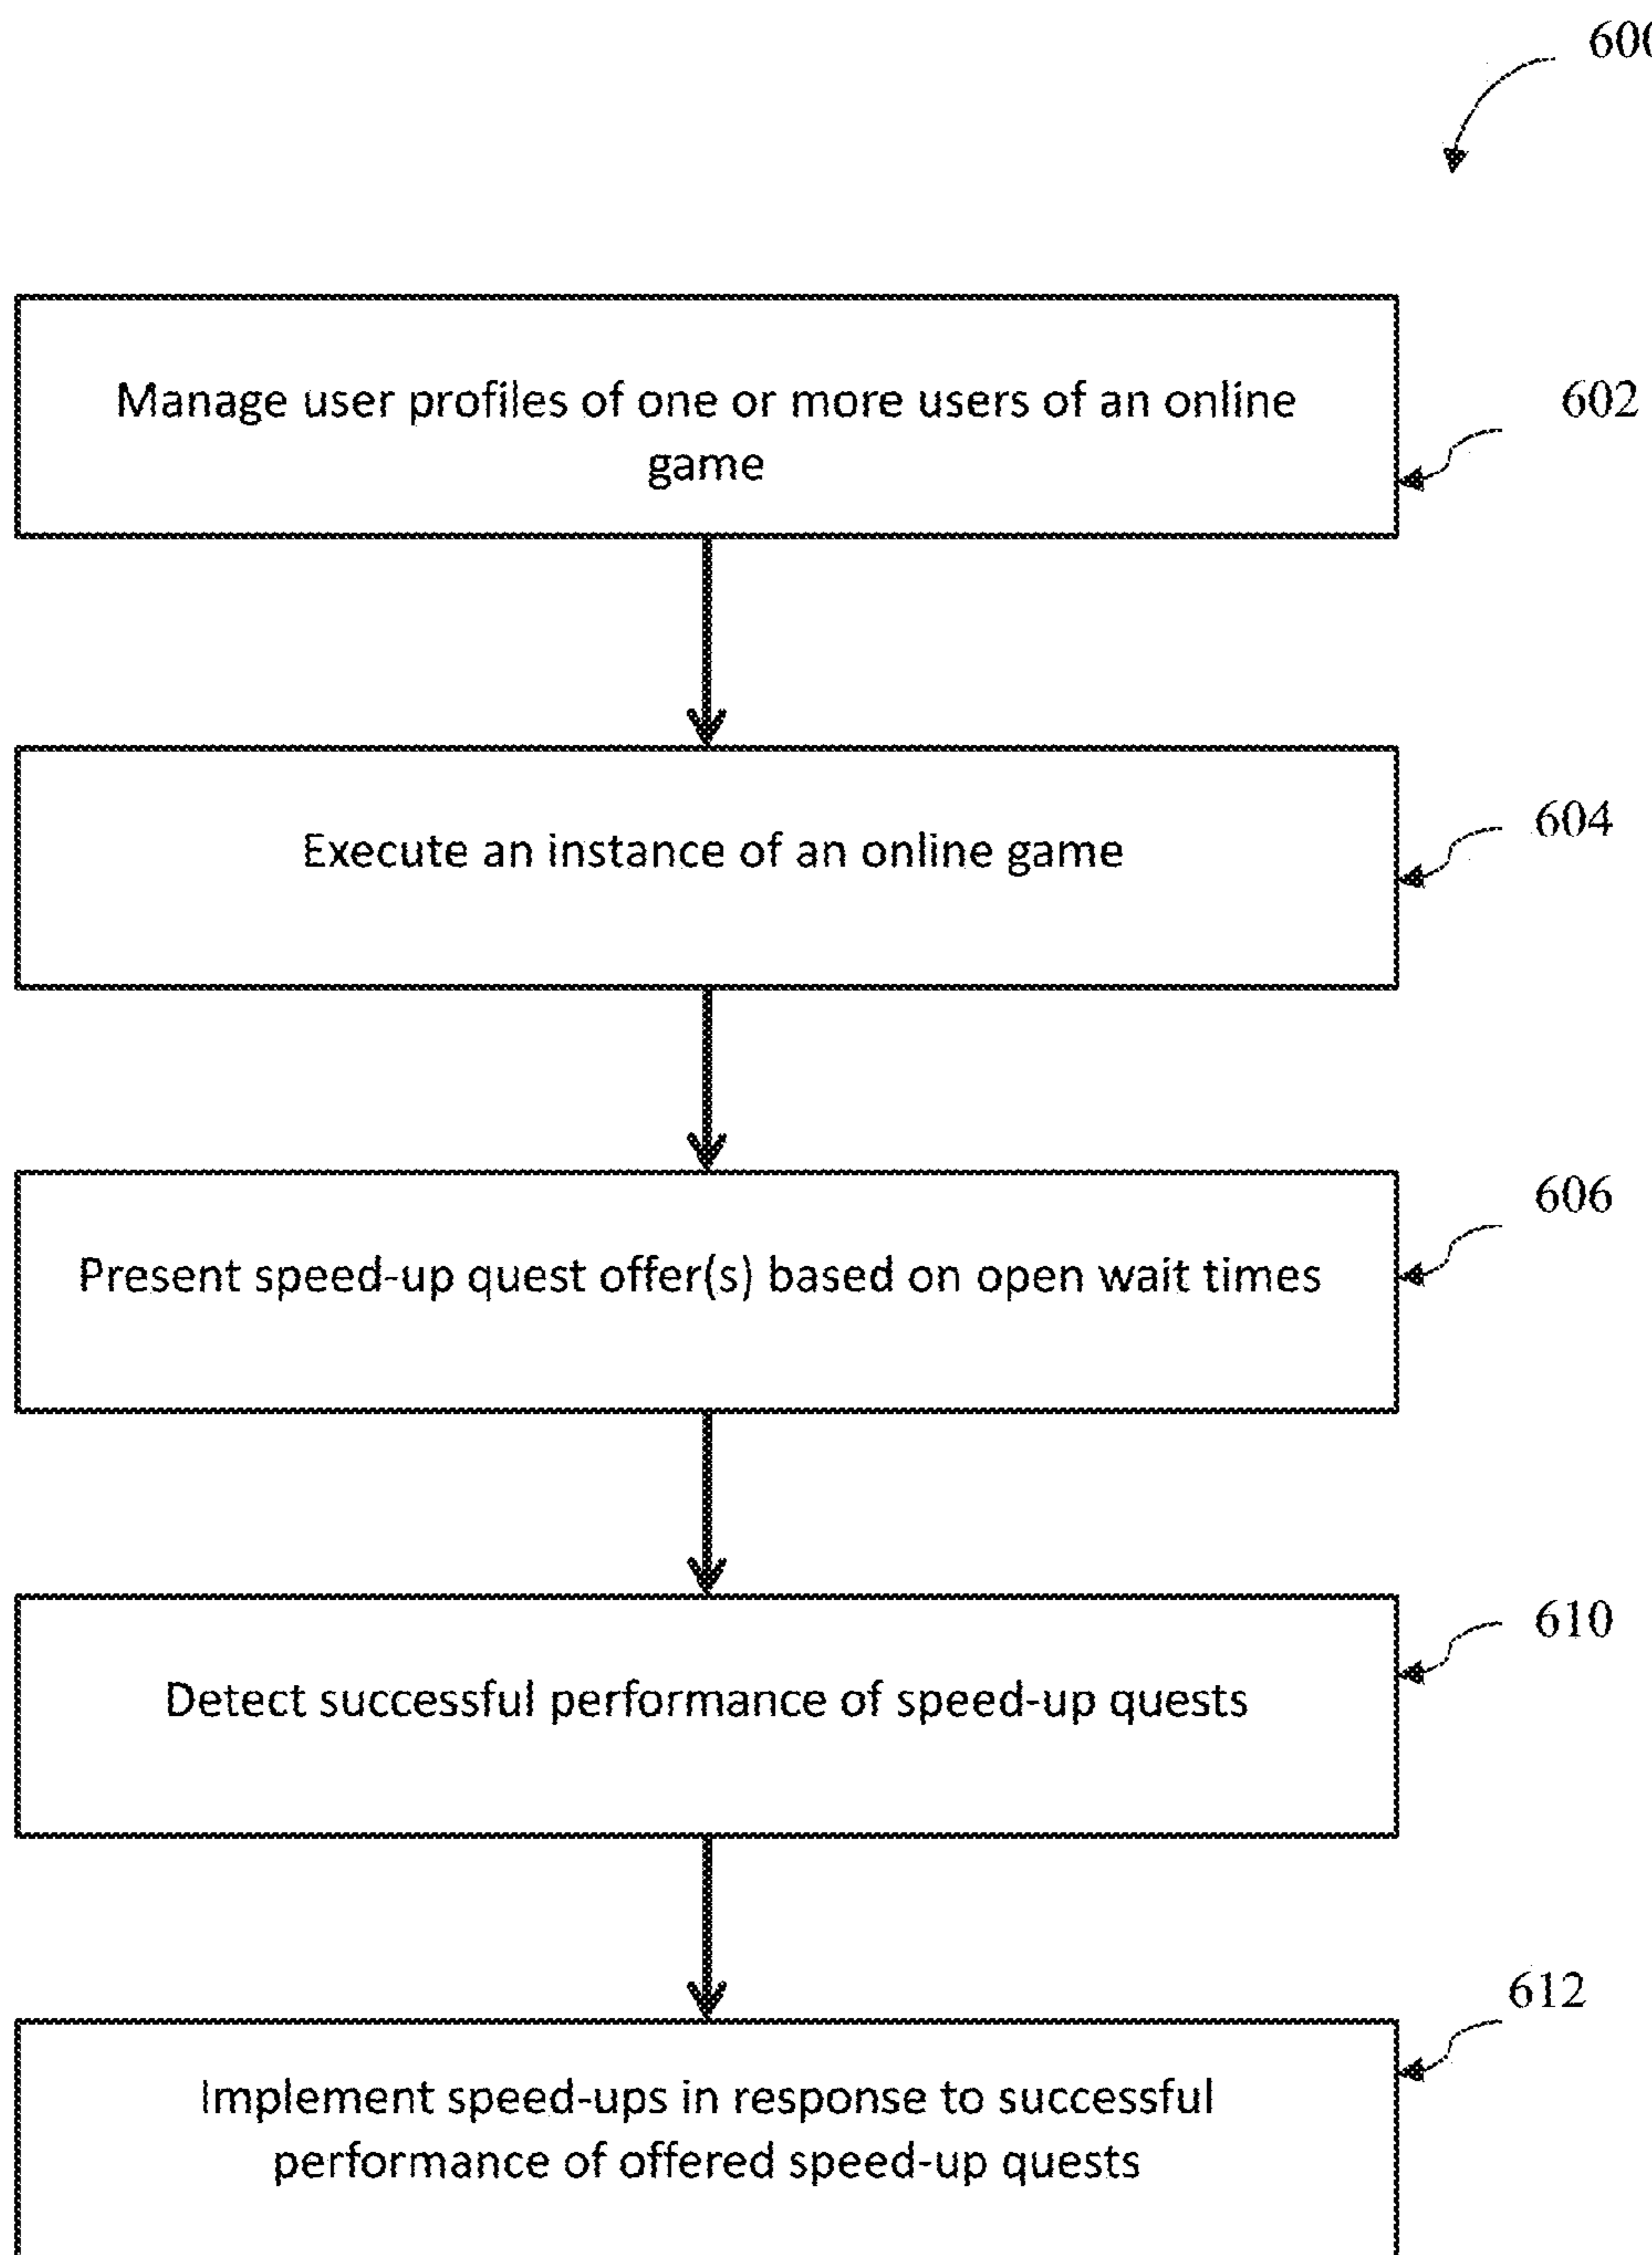 600
Manage user profiles of one or more users of an online
game
602
Execute an instance of an online game
604
Present speed-up quest offer(s) based on open wait times
606
Detect successful performance of speed-up quests
610
Implement speed-ups in response to successful
performance of offered speed-up quests
612